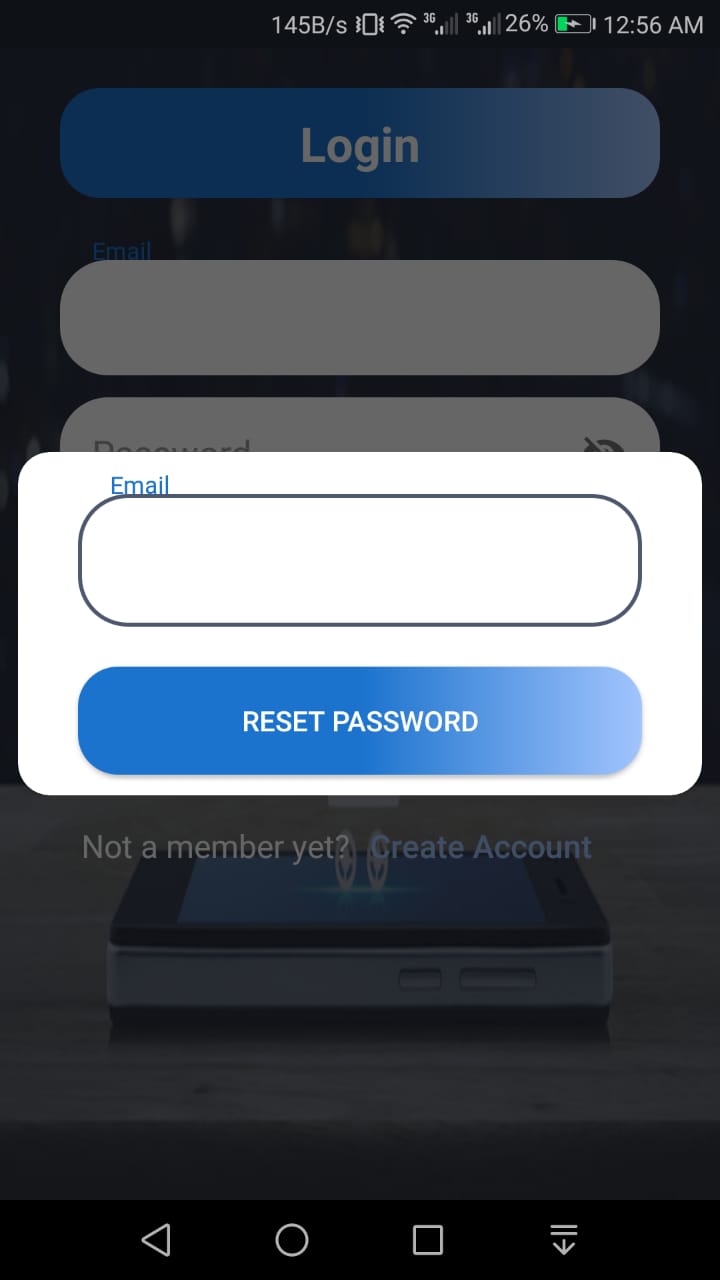 145B/s 3G 3G 26% 12:56 AM
Login
Email
Password
Email
RESET PASSWORD
Not a member yet? Create Account